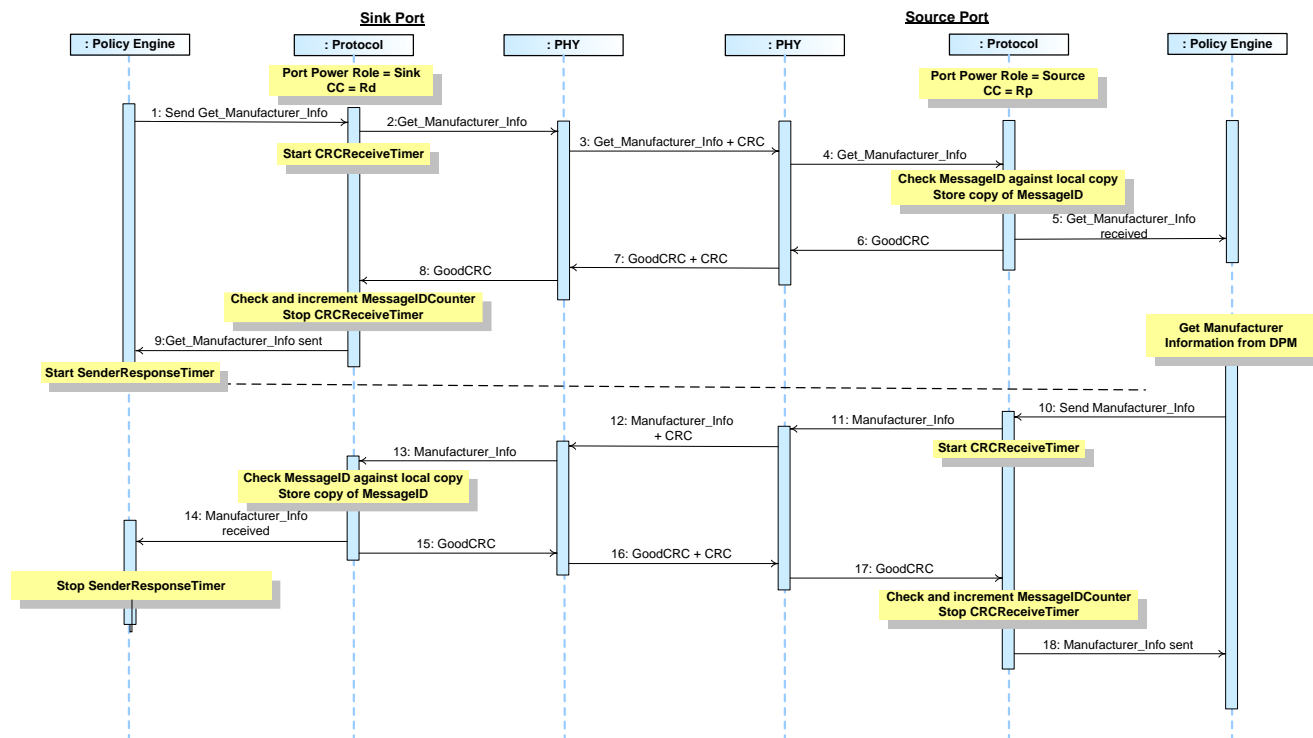 Sink Port
Source Port
: Policy Engine
: Protocol
: PHY
: PHY
: Protocol
: Policy Engine
Port Power Role = Sink
CC = Rd
Port Power Role = Source
CC = Rp
1: Send Get_Manufacturer_Info
2:Get_Manufacturer_Info
Start CRCReceiveTimer
3: Get_Manufacturer_Info + CRC
4: Get_Manufacturer_Info
Check MessageID against local copy
Store copy of MessageID
5: Get_Manufacturer_Info
received
6: GoodCRC
7: GoodCRC + CRC
8: GoodCRC
Check and increment MessageIDCounter
Stop CRCReceiveTimer
9:Get_Manufacturer_Info sent
Start SenderResponseTimer
Get Manufacturer
Information from DPM
10: Send Manufacturer_Info
11: Manufacturer_Info
Start CRCReceiveTimer
12: Manufacturer_Info
+ CRC
13: Manufacturer_Info
Check MessageID against local copy
Store copy of MessageID
14: Manufacturer_Info
received
15: GoodCRC
16: GoodCRC + CRC
17: GoodCRC
Stop SenderResponseTimer
Check and increment MessageIDCounter
Stop CRCReceiveTimer
18: Manufacturer_Info sent